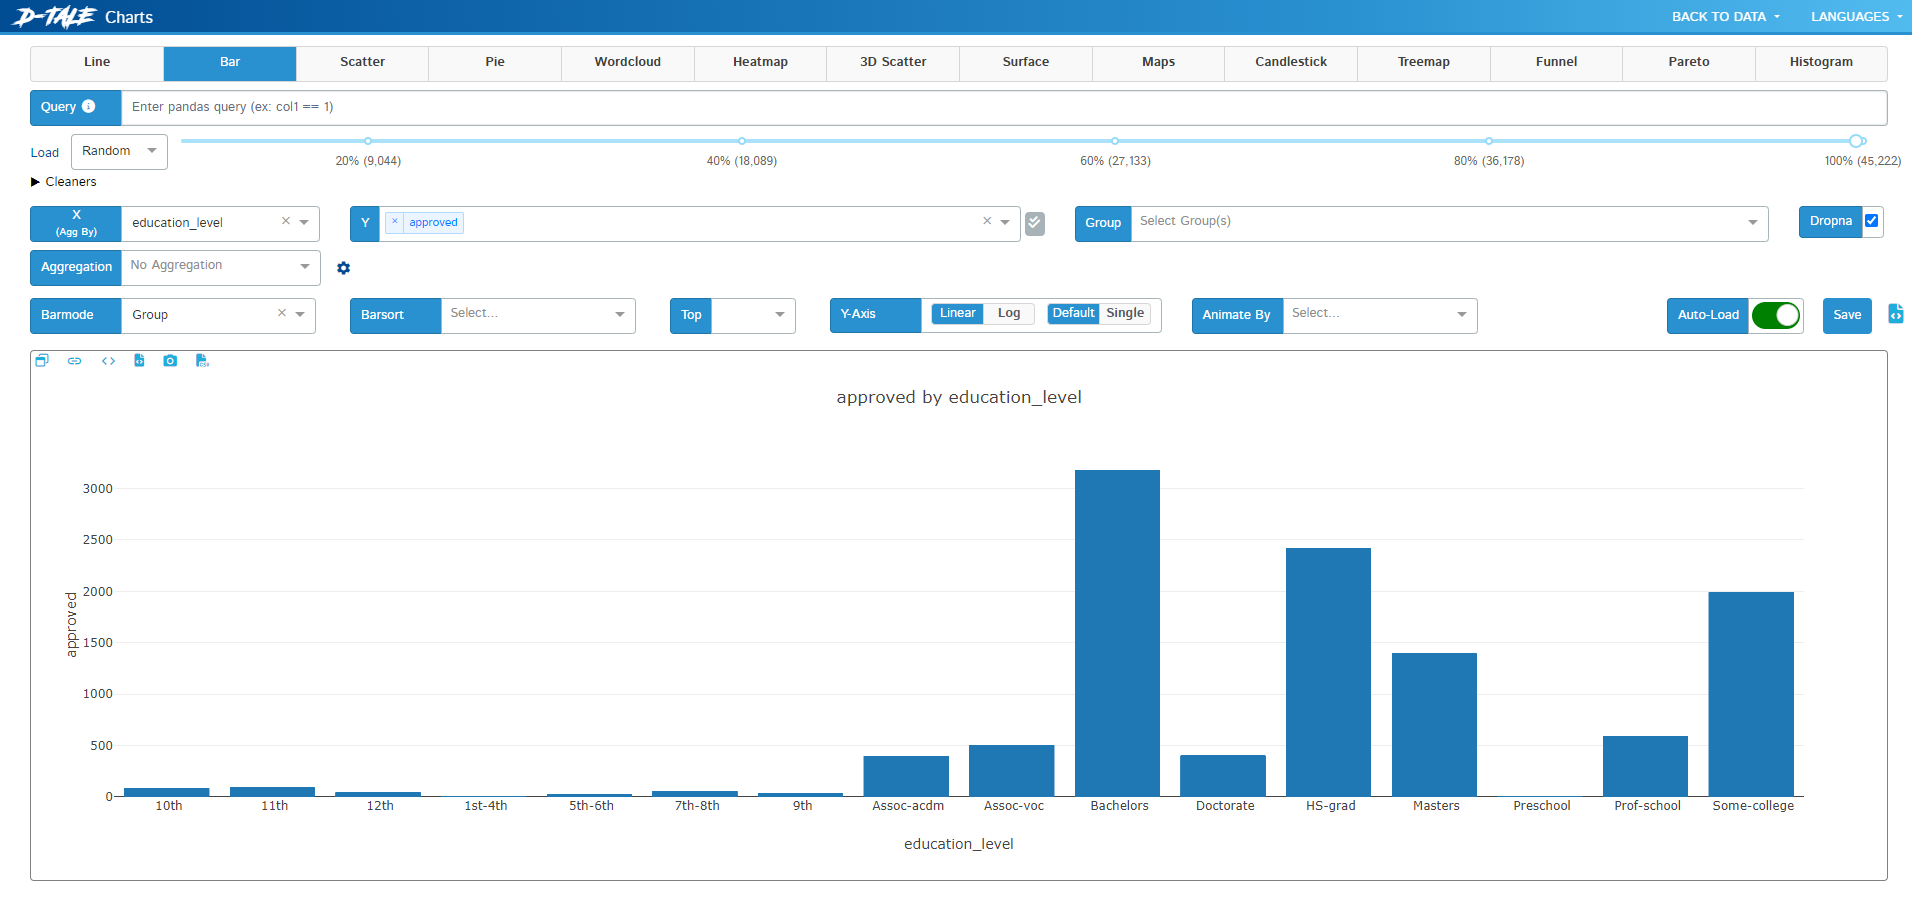 D-TALE Charts BACK TO DATA LANGUAGES
Line Bar Scatter Pie Wordcloud Heatmap 3D Scatter Surface Maps Candlestick Treemap Funnel Pareto Histogram
Query Enter pandas query (ex: col1 == 1)
Load Random
20% (9,044) 40% (18,089) 60% (27,133) 80% (36,178) 100% (45,222)
Cleaners
X (Agg By) education_level × Y × approved × Group Select Group(s) Dropna
Aggregation No Aggregation
Barmode Group × Barsort Select... Top Y-Axis Linear Log Default Single Animate By Select... Auto-Load Save
approved by education_level
3000
2500
2000
1500
1000
500
0
approved
10th 11th 12th 1st-4th 5th-6th 7th-8th 9th Assoc-acdm Assoc-voc Bachelors Doctorate HS-grad Masters Preschool Prof-school Some-college
education_level